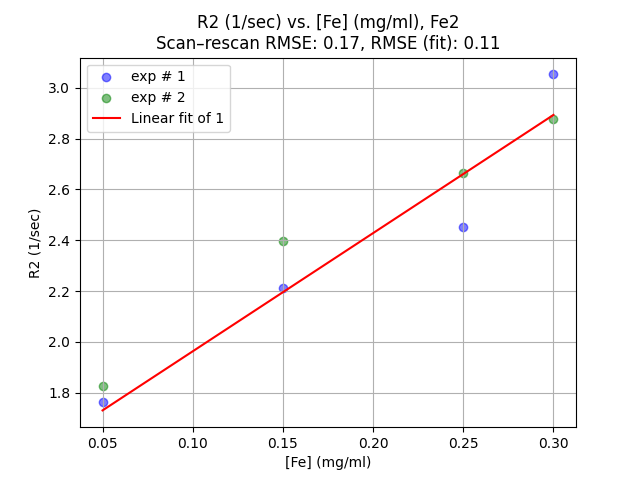 R2 (1/sec) vs. [Fe] (mg/ml), Fe2
Scan–rescan RMSE: 0.17, RMSE (fit): 0.11
exp # 1
exp # 2
Linear fit of 1
3.0
2.8
2.6
2.4
2.2
2.0
1.8
R2 (1/sec)
0.05 0.10 0.15 0.20 0.25 0.30
[Fe] (mg/ml)